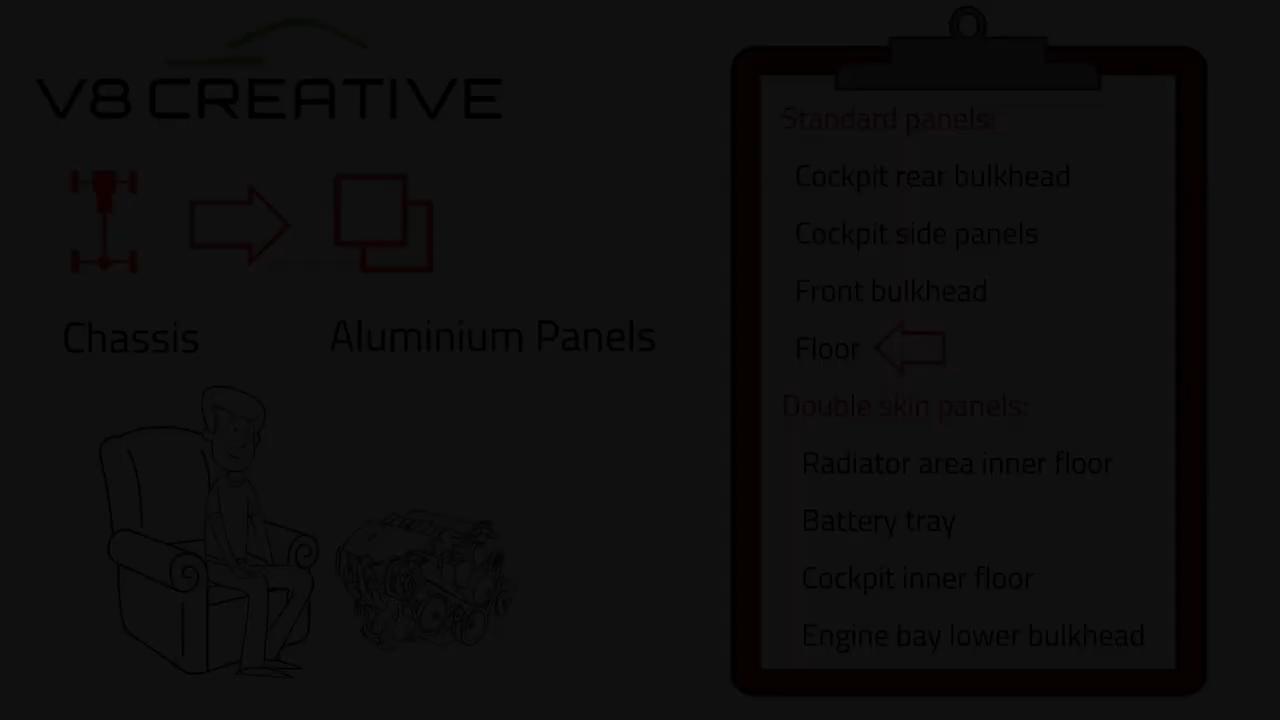 V8 CREATIVE
Chassis
Aluminium Panels
Standard panels:
Cockpit rear bulkhead
Cockpit side panels
Front bulkhead
Floor
Double skin panels:
Radiator area inner floor
Battery tray
Cockpit inner floor
Engine bay lower bulkhead